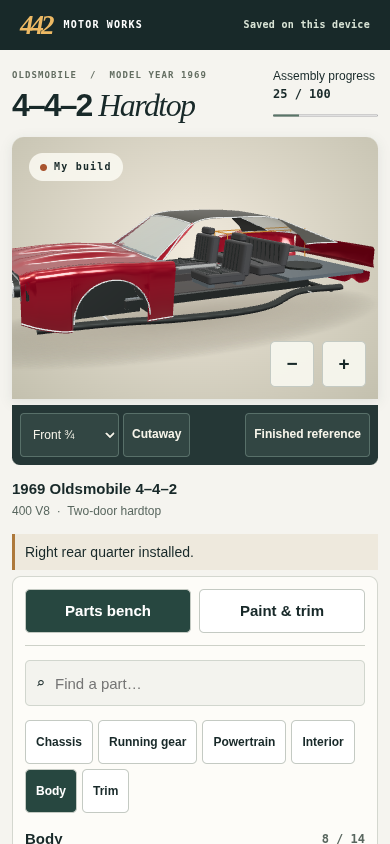 442 MOTOR WORKS
Saved on this device
OLDSMOBILE / MODEL YEAR 1969
4–4–2 Hardtop
Assembly progress
25 / 100
My build
−
+
Front ¾
Cutaway
Finished reference
1969 Oldsmobile 4–4–2
400 V8 · Two-door hardtop
Right rear quarter installed.
Parts bench
Paint & trim
Find a part…
Chassis
Running gear
Powertrain
Interior
Body
Trim
Body
8 / 14